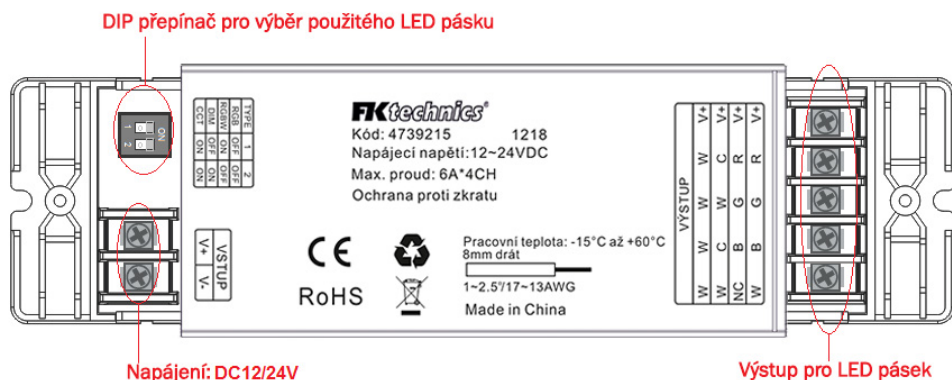 DIP přepínač pro výběr použitého LED pásku
ON
1
2
TYPE 1 2
RGB OFF OFF
RGBW ON OFF
DIM OFF ON
CCT ON ON
VSTUP
V+ V-
FK technics®
Kód: 4739215 1218
Napájecí napětí:12~24VDC
Max. proud: 6A*4CH
Ochrana proti zkratu
CE
RoHS
Pracovní teplota: -15°C až +60°C
8mm drát
1~2.5"/17~13AWG
Made in China
VÝSTUP
W W W W V+
W C W C V+
NC B G R V+
W B G R V+
Napájení: DC12/24V
Výstup pro LED pásek